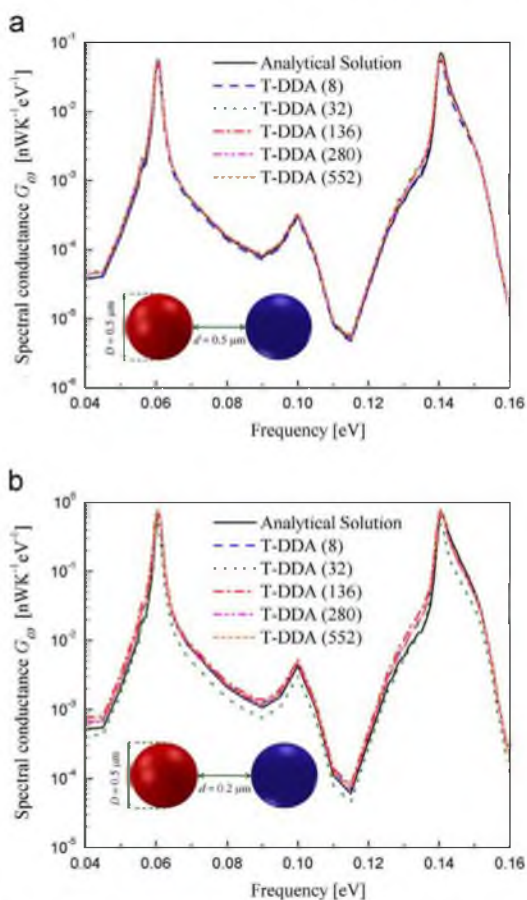 a
Spectral conductance Gω [nWK⁻¹eV⁻¹]
10⁻¹
10⁻²
10⁻³
10⁻⁴
10⁻⁵
10⁻⁶
Analytical Solution
T-DDA (8)
T-DDA (32)
T-DDA (136)
T-DDA (280)
T-DDA (552)
D = 0.5 μm
d = 0.5 μm
0.04 0.06 0.08 0.10 0.12 0.14 0.16
Frequency [eV]
b
Spectral conductance Gω [nWK⁻¹eV⁻¹]
10⁰
10⁻¹
10⁻²
10⁻³
10⁻⁴
10⁻⁵
Analytical Solution
T-DDA (8)
T-DDA (32)
T-DDA (136)
T-DDA (280)
T-DDA (552)
D = 0.5 μm
d = 0.2 μm
0.04 0.06 0.08 0.10 0.12 0.14 0.16
Frequency [eV]